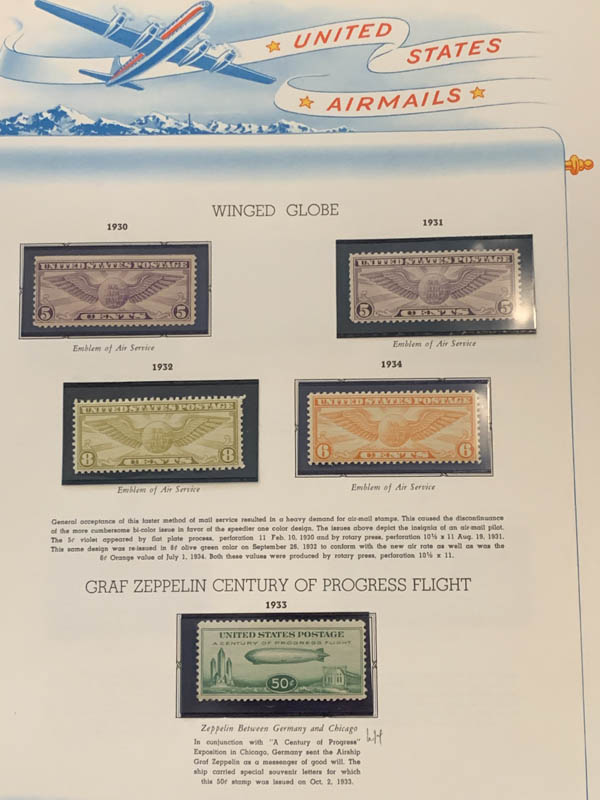 UNITED
STATES
AIRMAILS
WINGED GLOBE
1930
1931
UNITED STATES POSTAGE
5 CENTS 5
UNITED STATES POSTAGE
5 CENTS 5
Emblem of Air Service
Emblem of Air Service
1932
1934
UNITED STATES POSTAGE
8 CENTS 8
UNITED STATES POSTAGE
6 CENTS 6
Emblem of Air Service
Emblem of Air Service
General acceptance of this faster method of mail service resulted in a heavy demand for air-mail stamps. This caused the discontinuance
of the more cumbersome bi-color issue in favor of the speedier one color design. The issues above depict the insignia of an air-mail pilot.
The 5¢ violet appeared by flat plate process, perforation 11 Feb. 10, 1930 and by rotary press, perforation 10½ x 11 Aug. 19, 1931.
This same design was re-issued in 8¢ olive green color on September 26, 1932 to conform with the new air rate as well as was the
6¢ Orange value of July 1, 1934. Both these values were produced by rotary press, perforation 10½ x 11.
GRAF ZEPPELIN CENTURY OF PROGRESS FLIGHT
1933
UNITED STATES POSTAGE
A CENTURY OF PROGRESS FLIGHT
50¢
Zeppelin Between Germany and Chicago
In conjunction with "A Century of Progress"
Exposition in Chicago, Germany sent the Airship
Graf Zeppelin as a messenger of good will. The
ship carried special souvenir letters for which
this 50¢ stamp was issued on Oct. 2, 1933.